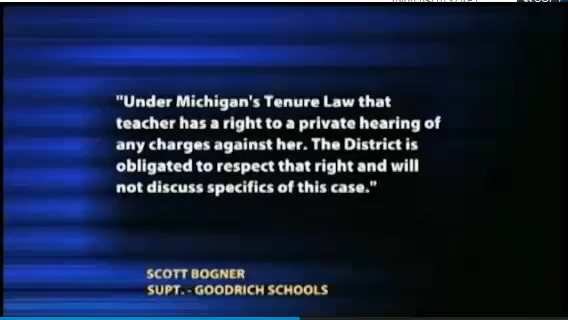 "Under Michigan's Tenure Law that
teacher has a right to a private hearing of
any charges against her. The District is
obligated to respect that right and will
not discuss specifics of this case."
SCOTT BOGNER
SUPT. - GOODRICH SCHOOLS